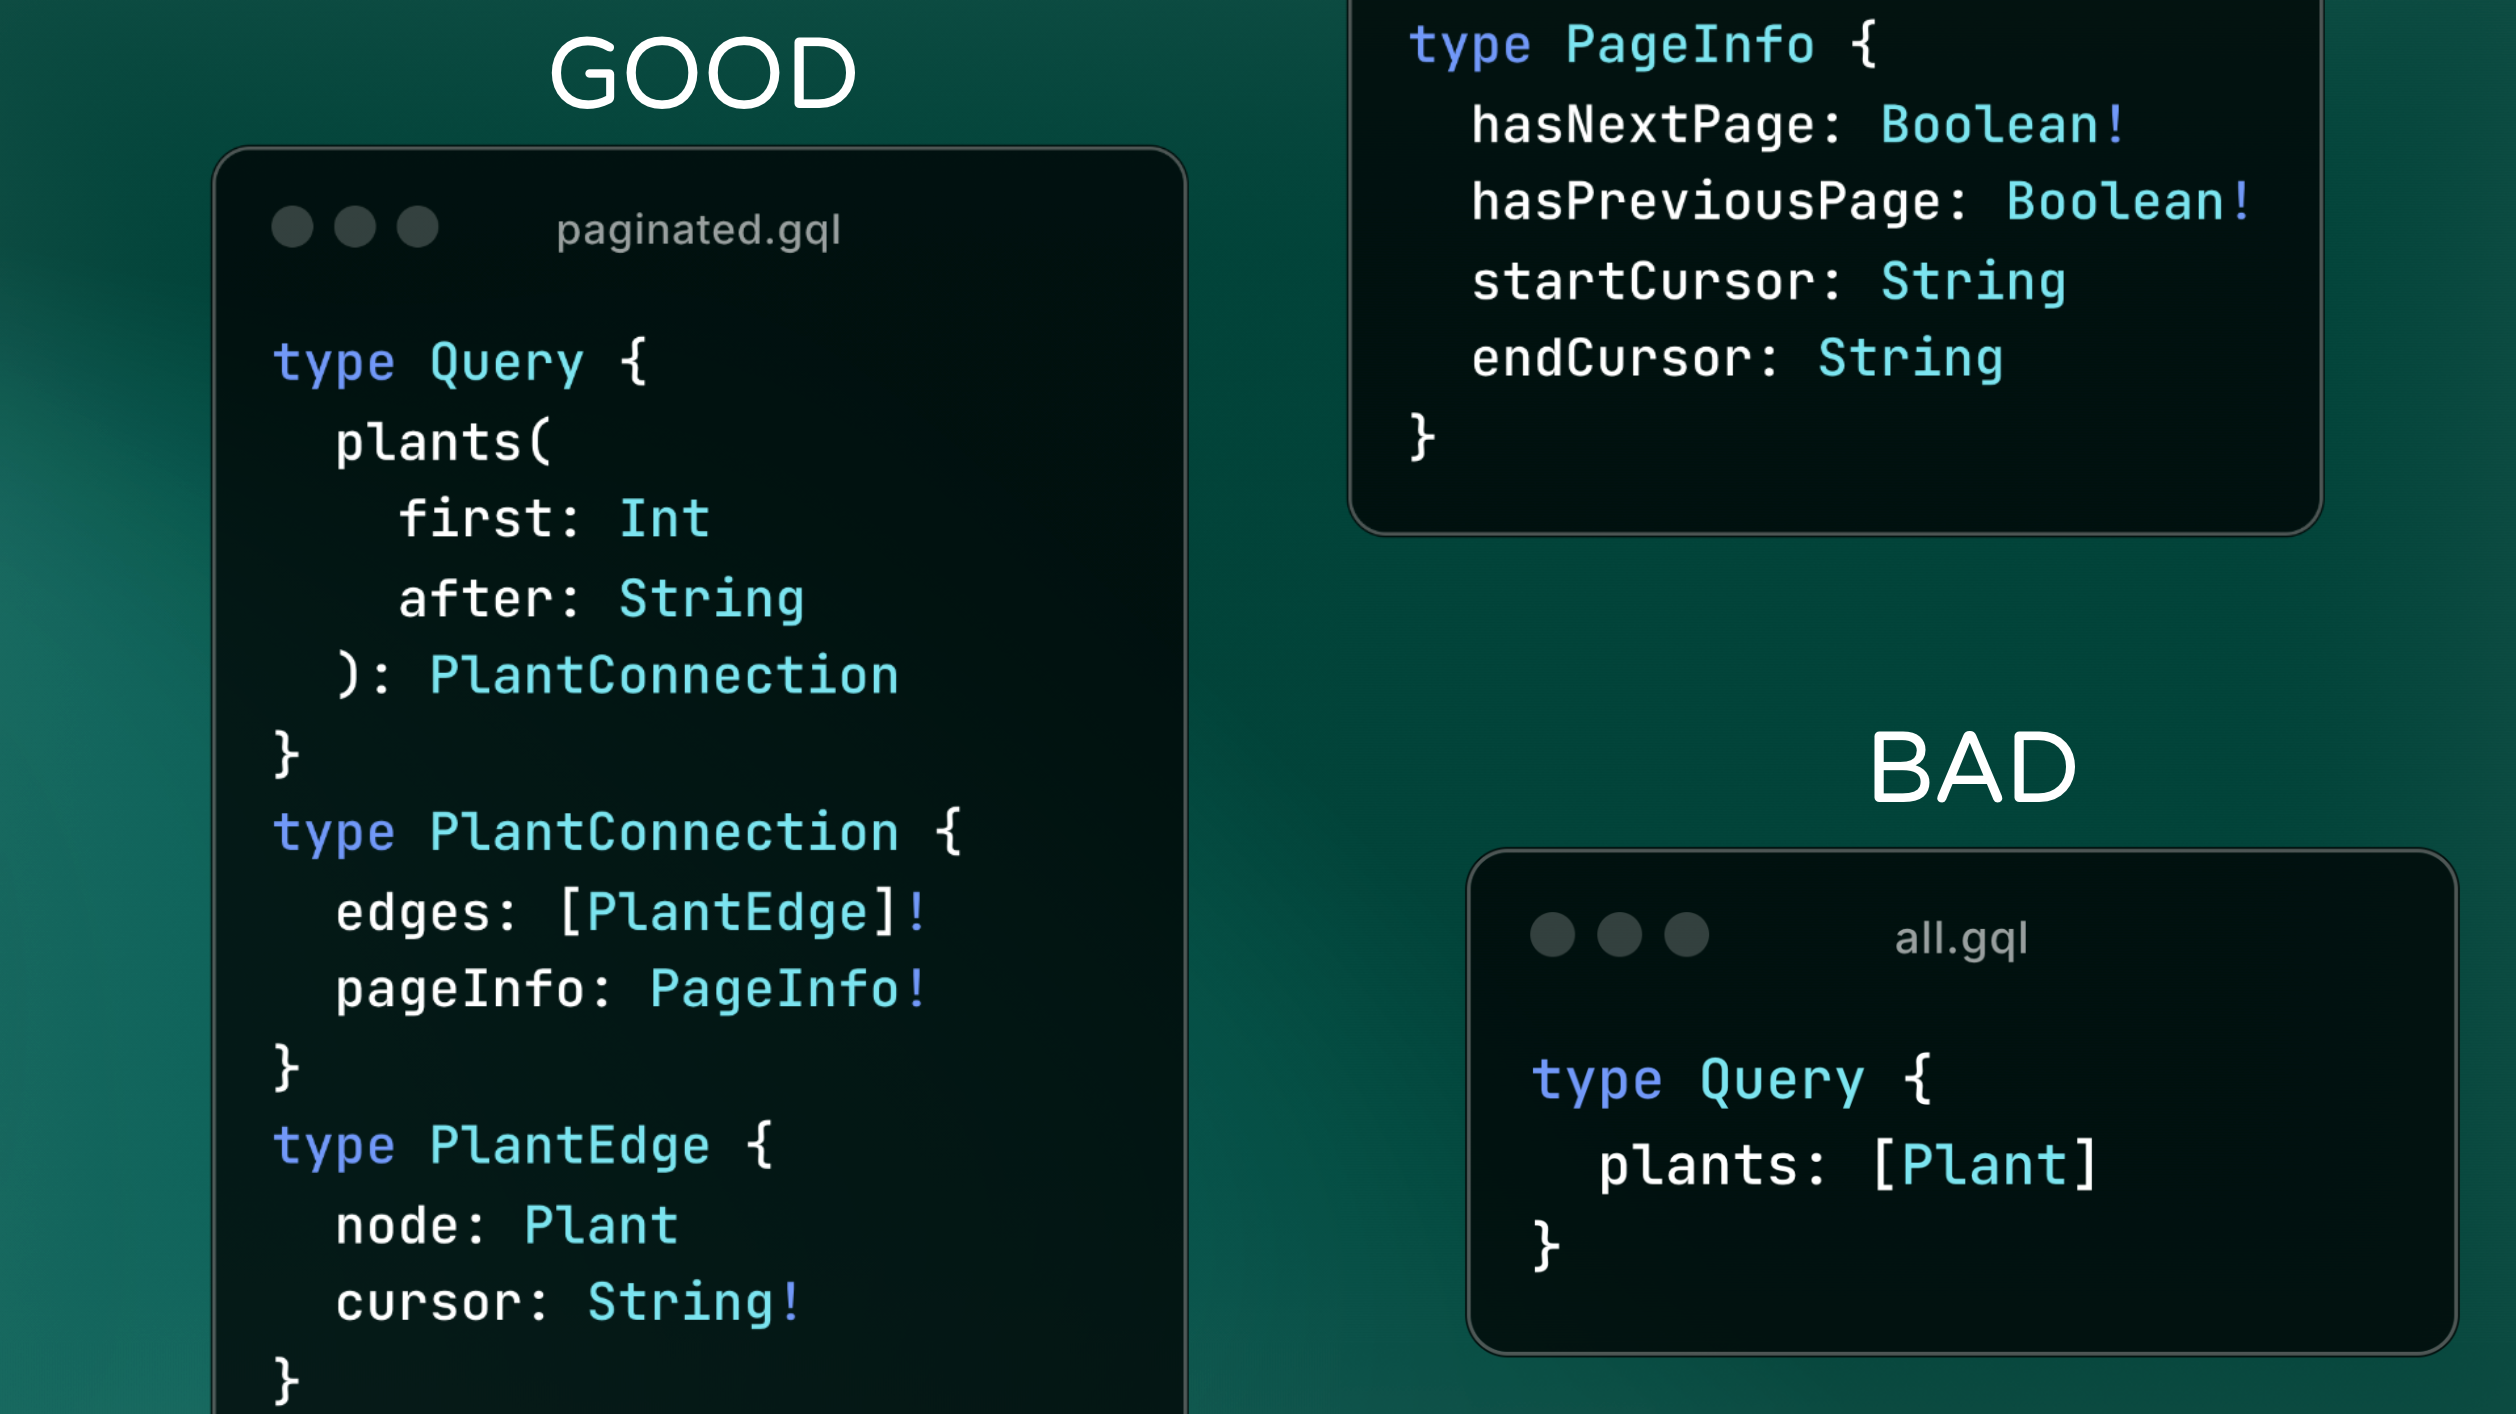 GOOD
paginated.gql
type Query {
  plants(
    first: Int
    after: String
  ): PlantConnection
}
type PlantConnection {
  edges: [PlantEdge]!
  pageInfo: PageInfo!
}
type PlantEdge {
  node: Plant
  cursor: String!
}
type PageInfo {
  hasNextPage: Boolean!
  hasPreviousPage: Boolean!
  startCursor: String
  endCursor: String
}
BAD
all.gql
type Query {
  plants: [Plant]
}